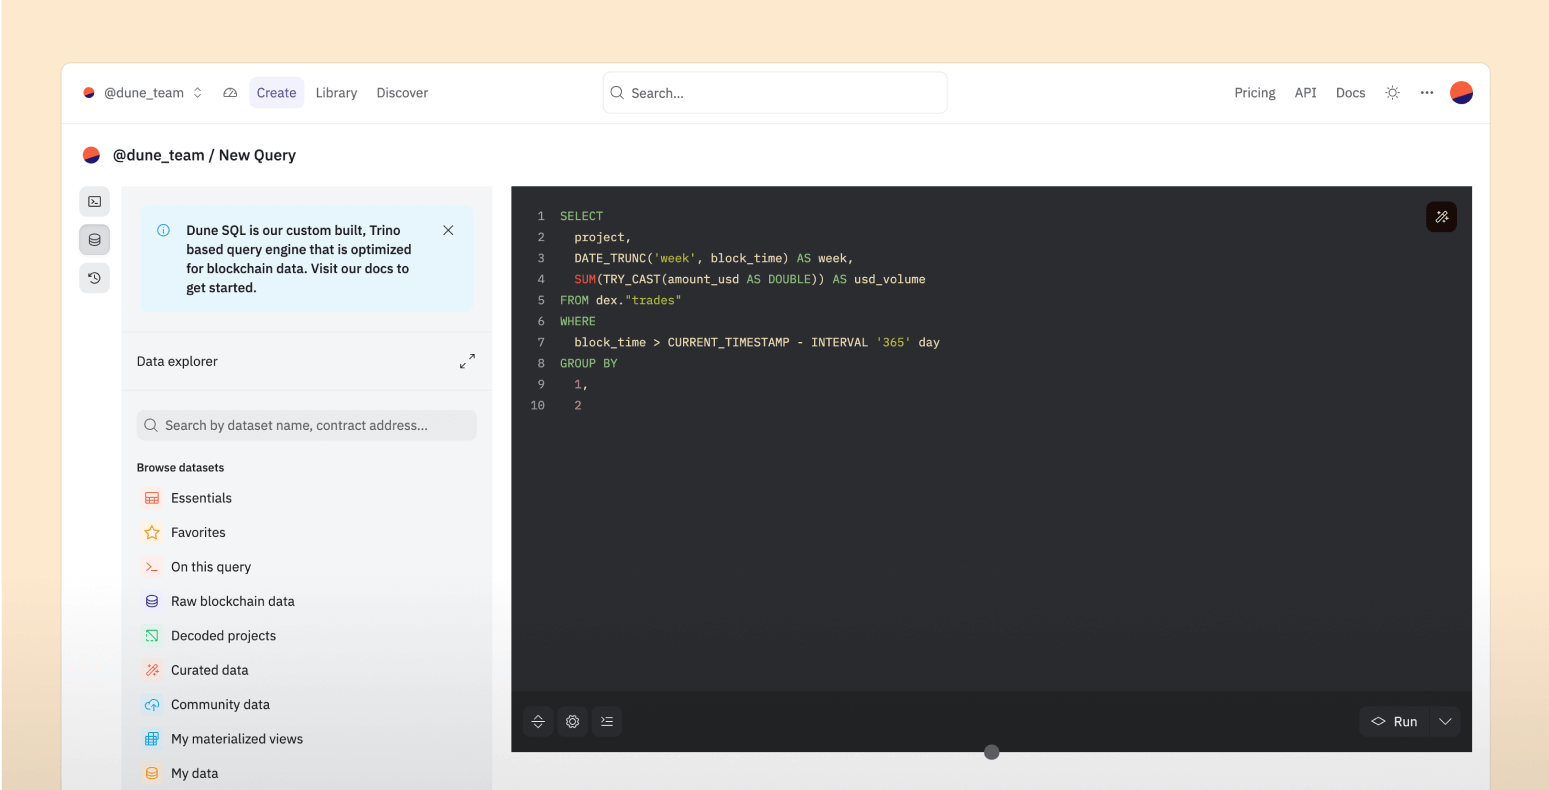 @dune_team Create Library Discover Search... Pricing API Docs
@dune_team / New Query
Dune SQL is our custom built, Trino
based query engine that is optimized
for blockchain data. Visit our docs to
get started.
Data explorer
Search by dataset name, contract address...
Browse datasets
Essentials
Favorites
On this query
Raw blockchain data
Decoded projects
Curated data
Community data
My materialized views
My data
1 SELECT
2 project,
3 DATE_TRUNC('week', block_time) AS week,
4 SUM(TRY_CAST(amount_usd AS DOUBLE)) AS usd_volume
5 FROM dex."trades"
6 WHERE
7 block_time > CURRENT_TIMESTAMP - INTERVAL '365' day
8 GROUP BY
9 1,
10 2
Run